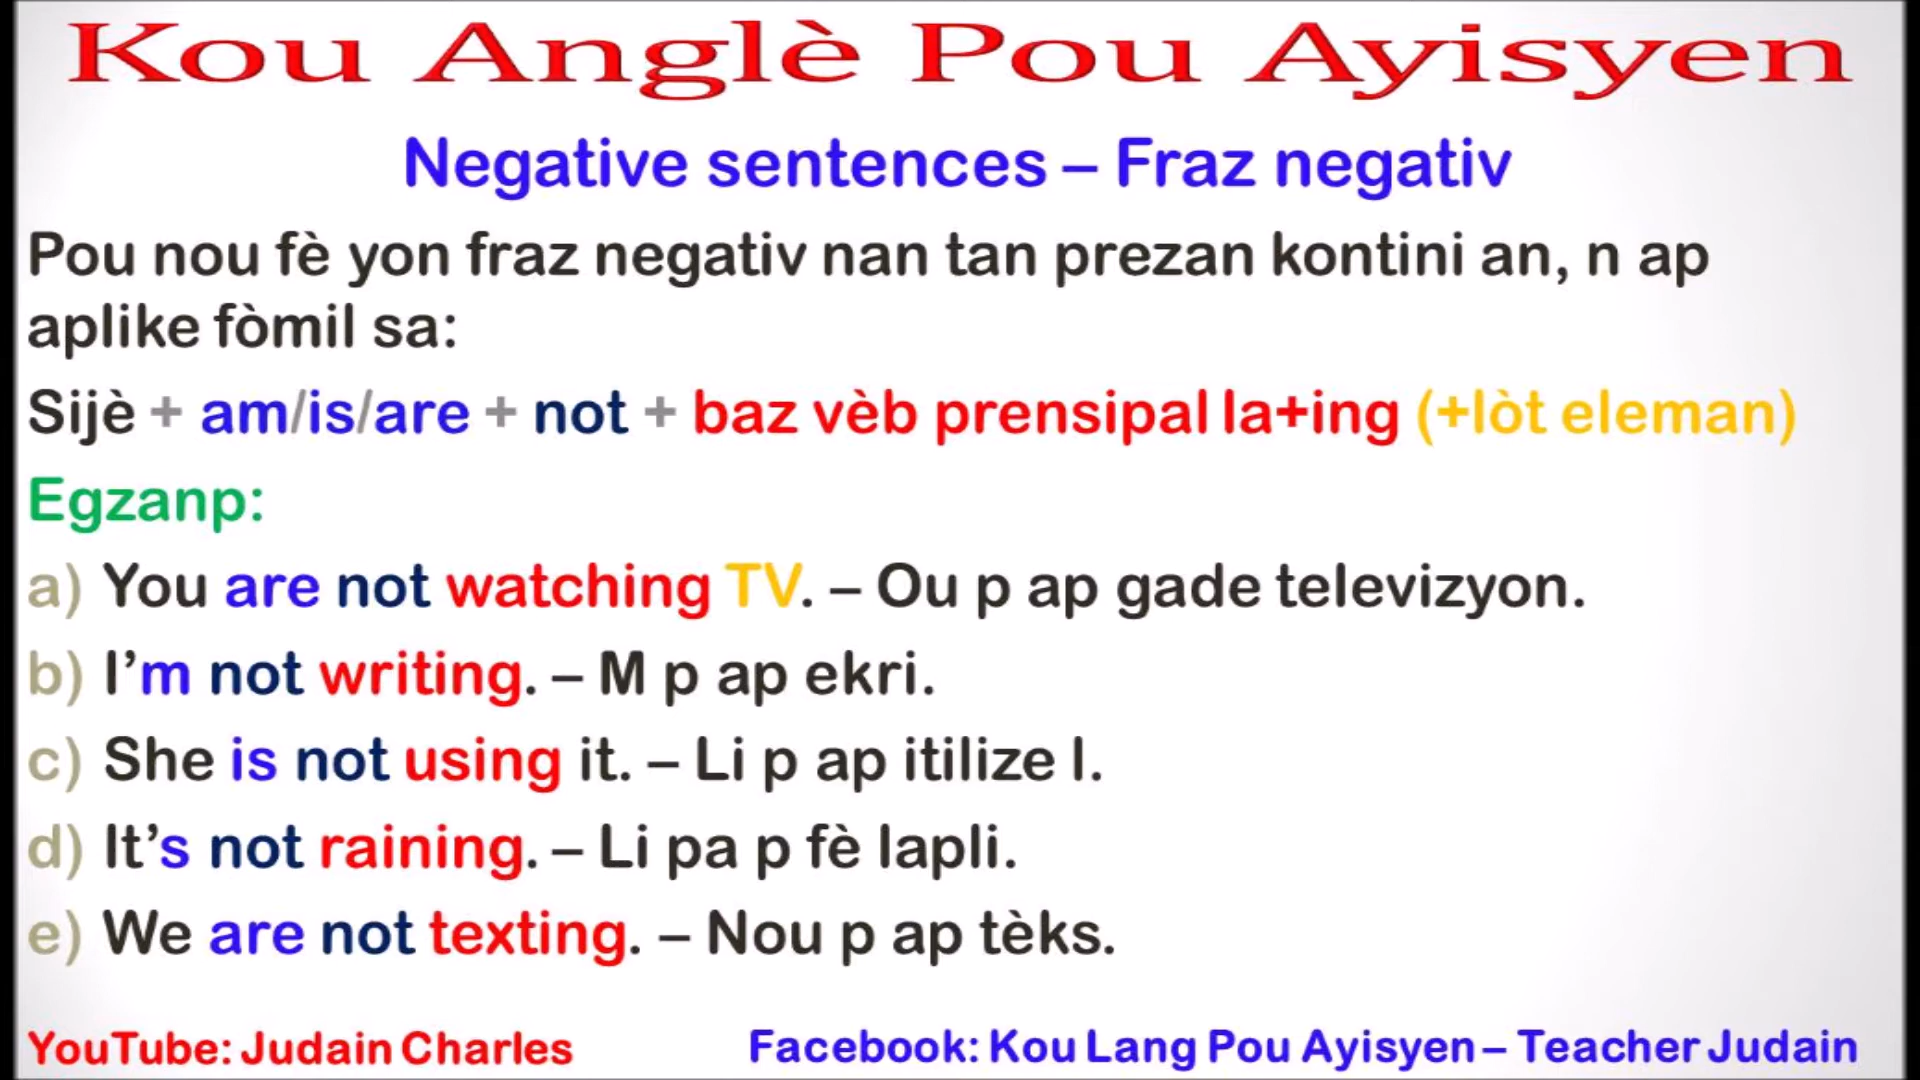 Kou Anglè Pou Ayisyen
Negative sentences – Fraz negativ
Pou nou fè yon fraz negativ nan tan prezan kontini an, n ap
aplike fòmil sa:
Sijè + am/is/are + not + baz vèb prensipal la+ing (+lòt eleman)
Egzanp:
a) You are not watching TV. – Ou p ap gade televizyon.
b) I’m not writing. – M p ap ekri.
c) She is not using it. – Li p ap itilize l.
d) It’s not raining. – Li pa p fè lapli.
e) We are not texting. – Nou p ap tèks.
YouTube: Judain Charles Facebook: Kou Lang Pou Ayisyen – Teacher Judain